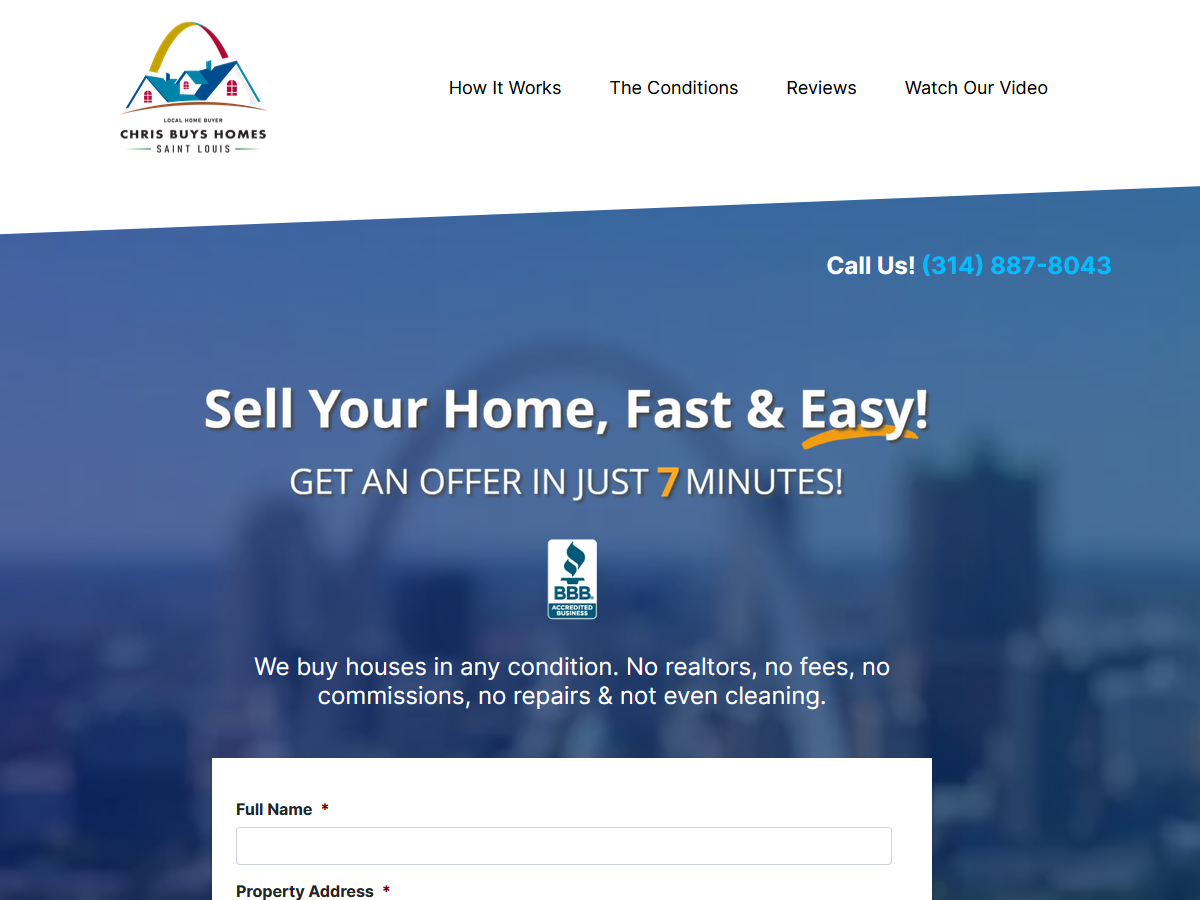 LOCAL HOME BUYER
CHRIS BUYS HOMES
SAINT LOUIS
How It Works
The Conditions
Reviews
Watch Our Video
Call Us! (314) 887-8043
Sell Your Home, Fast & Easy!
GET AN OFFER IN JUST 7 MINUTES!
BBB.
ACCREDITED
BUSINESS
We buy houses in any condition. No realtors, no fees, no
commissions, no repairs & not even cleaning.
Full Name *
Property Address *